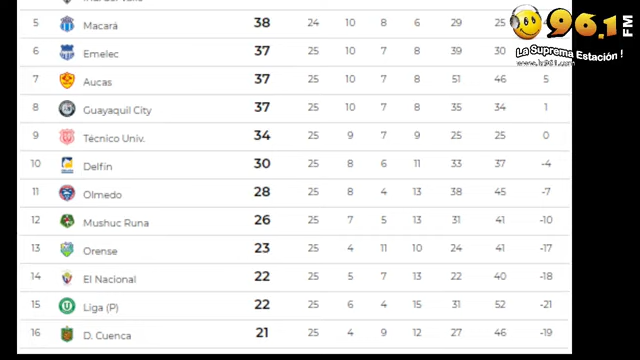 5 Macará 38 24 10 8 6 29 25
6 Emelec 37 25 10 7 8 39 30
7 Aucas 37 25 10 7 8 51 46 5
8 Guayaquil City 37 25 10 7 8 35 34 1
9 Técnico Univ. 34 25 9 7 9 25 25 0
10 Delfín 30 25 8 6 11 33 37 -4
11 Olmedo 28 25 8 4 13 38 45 -7
12 Mushuc Runa 26 25 7 5 13 31 41 -10
13 Orense 23 25 4 11 10 24 41 -17
14 El Nacional 22 25 5 7 13 22 40 -18
15 Liga (P) 22 25 6 4 15 31 52 -21
16 D. Cuenca 21 25 4 9 12 27 46 -19
96.1 FM
La Suprema Estación !